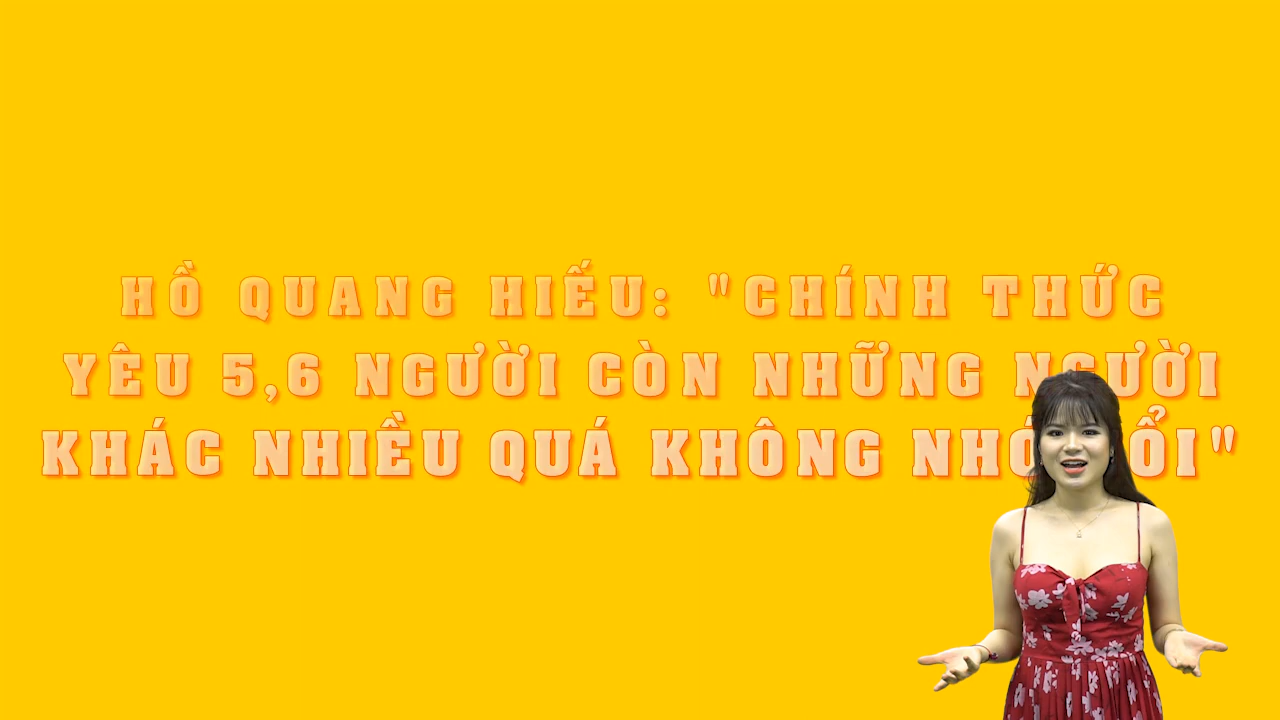 HỒ QUANG HIẾU: "CHÍNH THỨC
YÊU 5,6 NGƯỜI CÒN NHỮNG NGƯỜI
KHÁC NHIỀU QUÁ KHÔNG